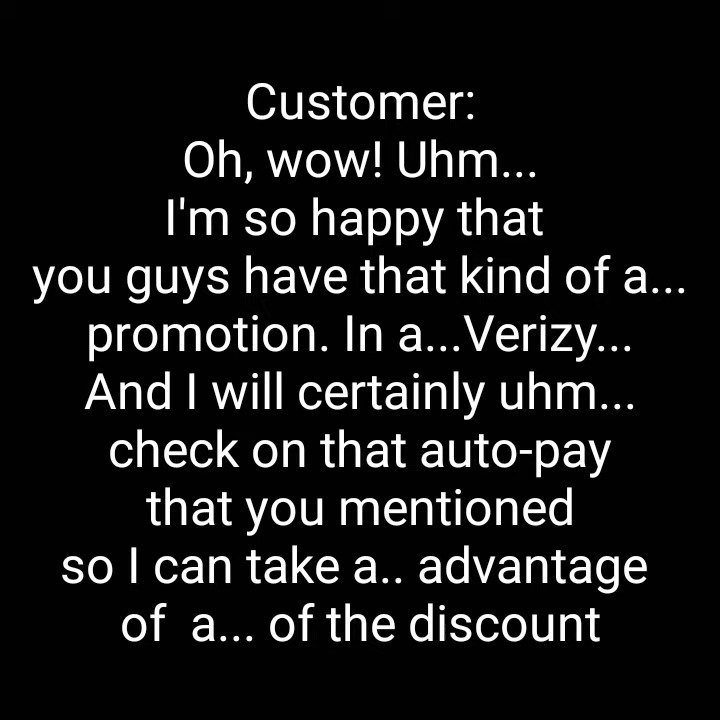 Customer:
Oh, wow! Uhm...
I'm so happy that
you guys have that kind of a...
promotion. In a...Verizy...
And I will certainly uhm...
check on that auto-pay
that you mentioned
so I can take a.. advantage
of a... of the discount